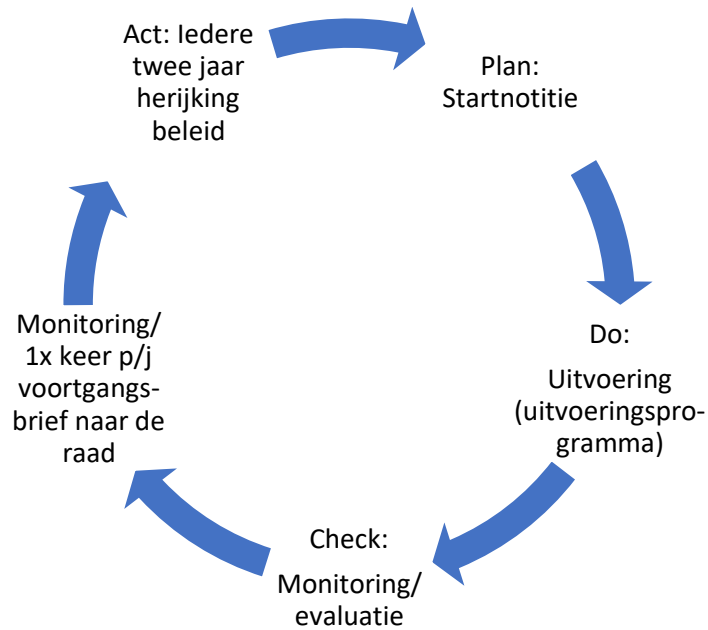 Act: Iedere
twee jaar
herijking
beleid
Plan:
Startnotitie
Do:
Uitvoering
(uitvoeringspro-
gramma)
Check:
Monitoring/
evaluatie
Monitoring/
1x keer p/j
voortgangs-
brief naar de
raad